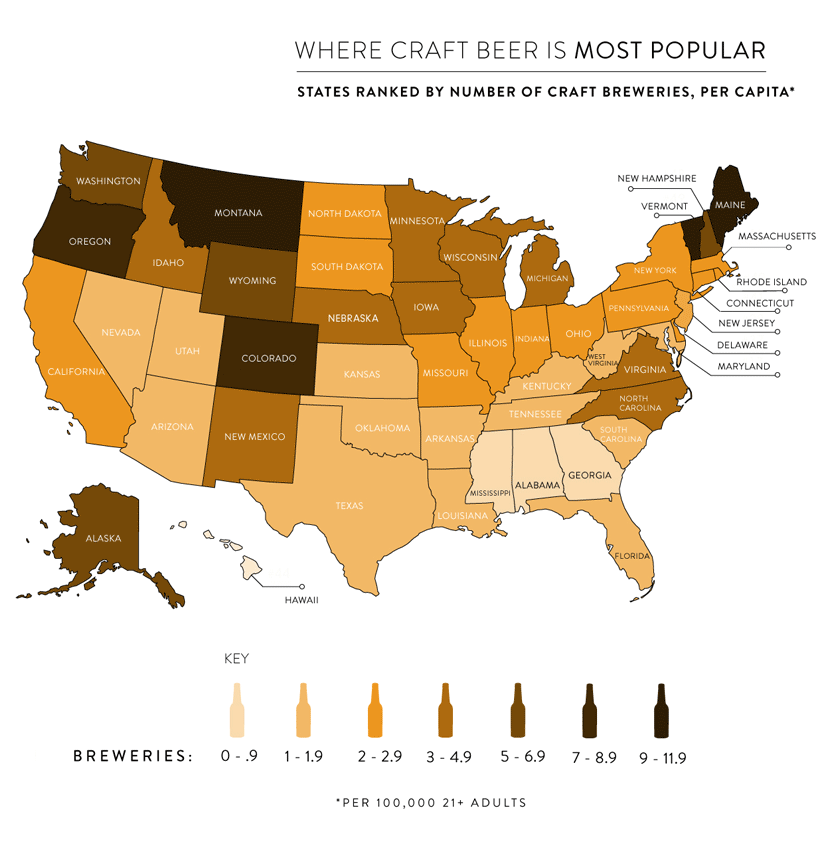 WHERE CRAFT BEER IS MOST POPULAR
STATES RANKED BY NUMBER OF CRAFT BREWERIES, PER CAPITA*
NEW HAMPSHIRE
VERMONT
MAINE
MASSACHUSETTS
RHODE ISLAND
CONNECTICUT
NEW JERSEY
DELAWARE
MARYLAND
WASHINGTON
MONTANA
NORTH DAKOTA
MINNESOTA
OREGON
IDAHO
WYOMING
SOUTH DAKOTA
WISCONSIN
MICHIGAN
NEW YORK
NEBRASKA
IOWA
PENNSYLVANIA
NEVADA
UTAH
COLORADO
ILLINOIS
INDIANA
OHIO
CALIFORNIA
KANSAS
MISSOURI
WEST
VIRGINIA
VIRGINIA
KENTUCKY
NORTH
CAROLINA
ARIZONA
NEW MEXICO
OKLAHOMA
ARKANSAS
TENNESSEE
SOUTH
CAROLINA
MISSISSIPPI
ALABAMA
GEORGIA
TEXAS
LOUISIANA
FLORIDA
ALASKA
HAWAII
KEY
BREWERIES: 0 - .9 1 - 1.9 2 - 2.9 3 - 4.9 5 - 6.9 7 - 8.9 9 - 11.9
*PER 100,000 21+ ADULTS